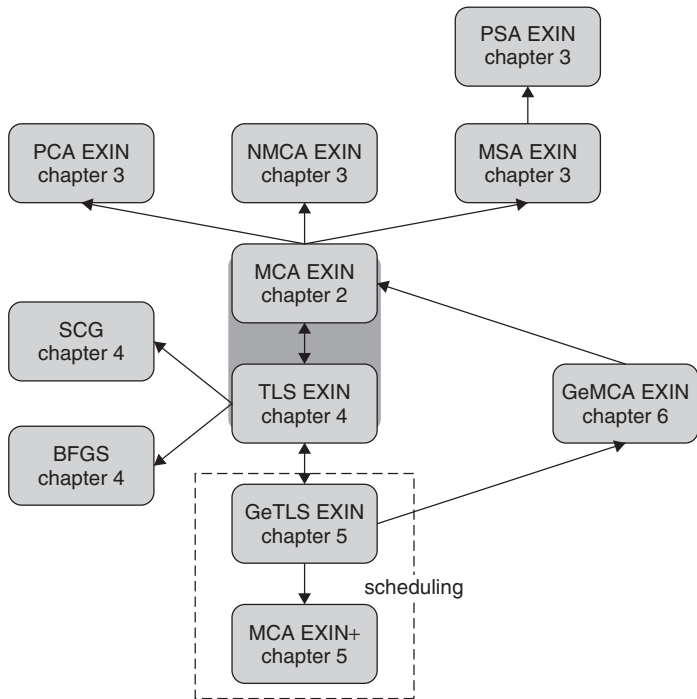 PSA EXIN
chapter 3
PCA EXIN
chapter 3
NMCA EXIN
chapter 3
MSA EXIN
chapter 3
MCA EXIN
chapter 2
SCG
chapter 4
TLS EXIN
chapter 4
GeMCA EXIN
chapter 6
BFGS
chapter 4
GeTLS EXIN
chapter 5
scheduling
MCA EXIN+
chapter 5